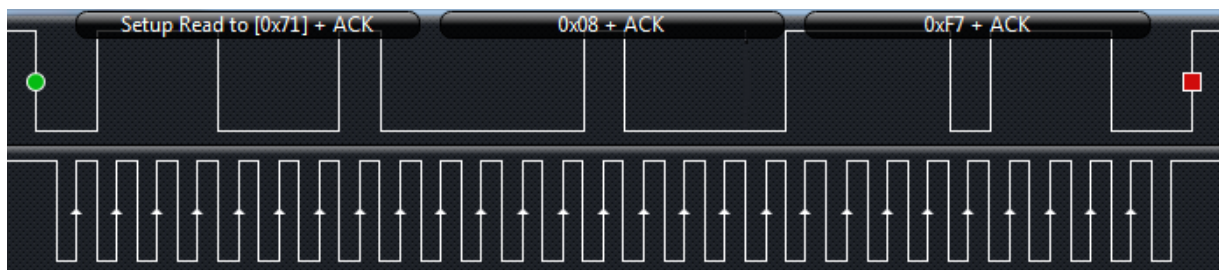 Setup Read to [0x71] + ACK
0x08 + ACK
0xF7 + ACK